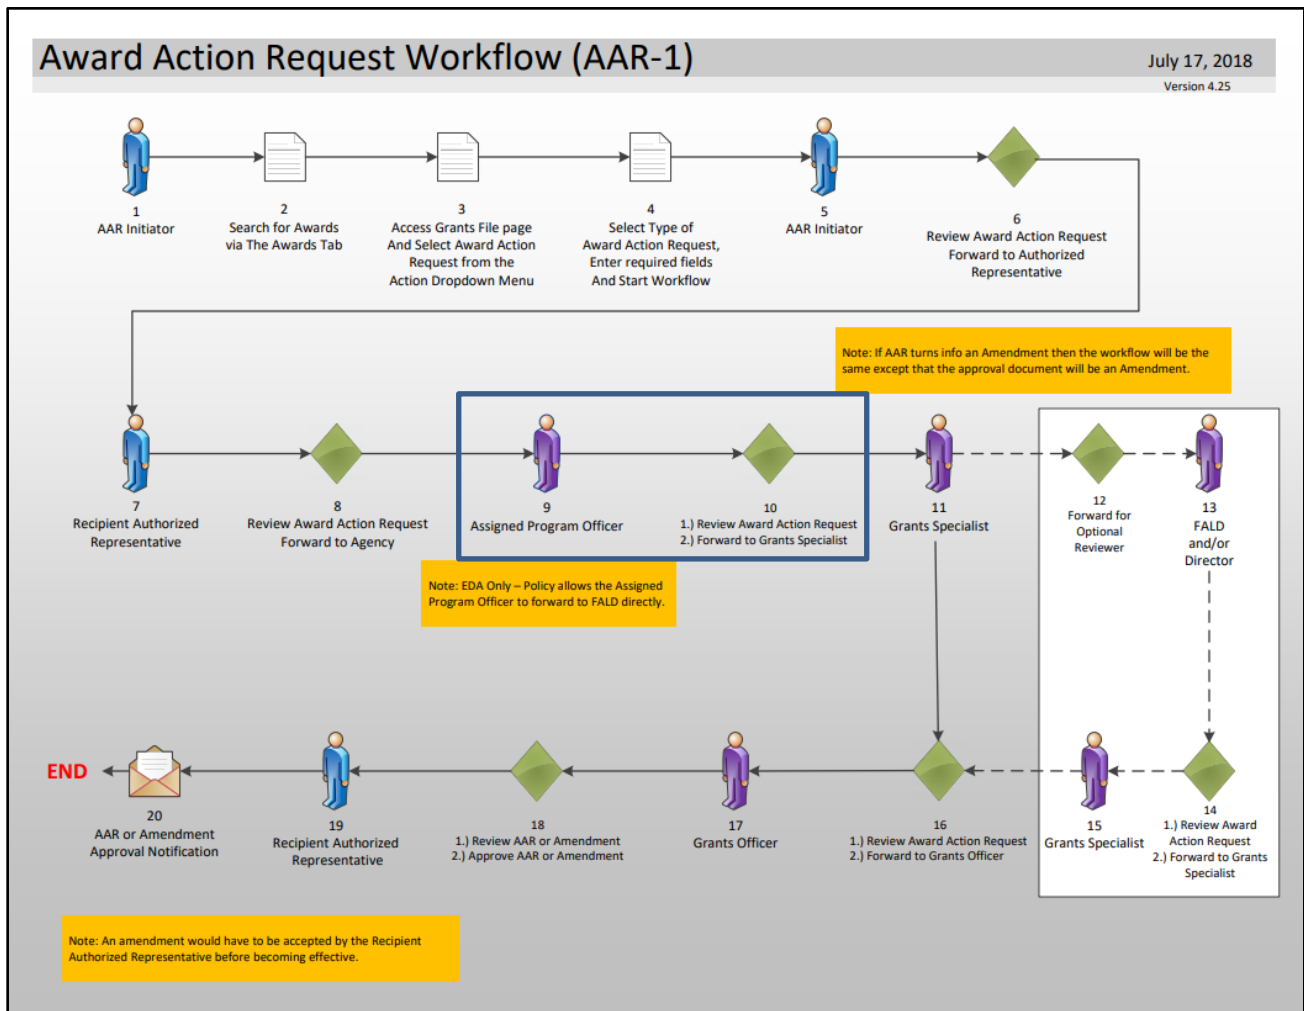 Award Action Request Workflow (AAR-1)
July 17, 2018
Version 4.25
1
AAR Initiator
2
Search for Awards
via The Awards Tab
3
Access Grants File page
And Select Award Action
Request from the
Action Dropdown Menu
4
Select Type of
Award Action Request,
Enter required fields
And Start Workflow
5
AAR Initiator
6
Review Award Action Request
Forward to Authorized
Representative
Note: If AAR turns info an Amendment then the workflow will be the
same except that the approval document will be an Amendment.
7
Recipient Authorized
Representative
8
Review Award Action Request
Forward to Agency
9
Assigned Program Officer
10
1.) Review Award Action Request
2.) Forward to Grants Specialist
11
Grants Specialist
12
Forward for
Optional
Reviewer
13
FALD
and/or
Director
Note: EDA Only – Policy allows the Assigned
Program Officer to forward to FALD directly.
END
20
AAR or Amendment
Approval Notification
19
Recipient Authorized
Representative
18
1.) Review AAR or Amendment
2.) Approve AAR or Amendment
17
Grants Officer
16
1.) Review Award Action Request
2.) Forward to Grants Officer
15
Grants Specialist
14
1.) Review Award
Action Request
2.) Forward to Grants
Specialist
Note: An amendment would have to be accepted by the Recipient
Authorized Representative before becoming effective.